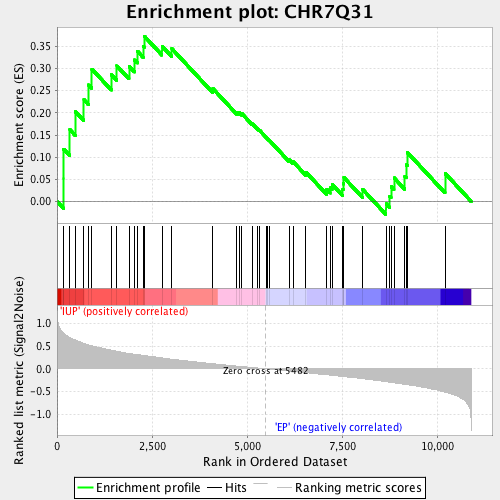 Enrichment plot: CHR7Q31
Enrichment score (ES)
0.35
0.30
0.25
0.20
0.15
0.10
0.05
0.00
'IUP' (positively correlated)
Ranked list metric (Signal2Noise)
1.0
0.5
0.0
-0.5
-1.0
Zero cross at 5482
'EP' (negatively correlated)
0
2,500
5,000
7,500
10,000
Rank in Ordered Dataset
Enrichment profile
Hits
Ranking metric scores